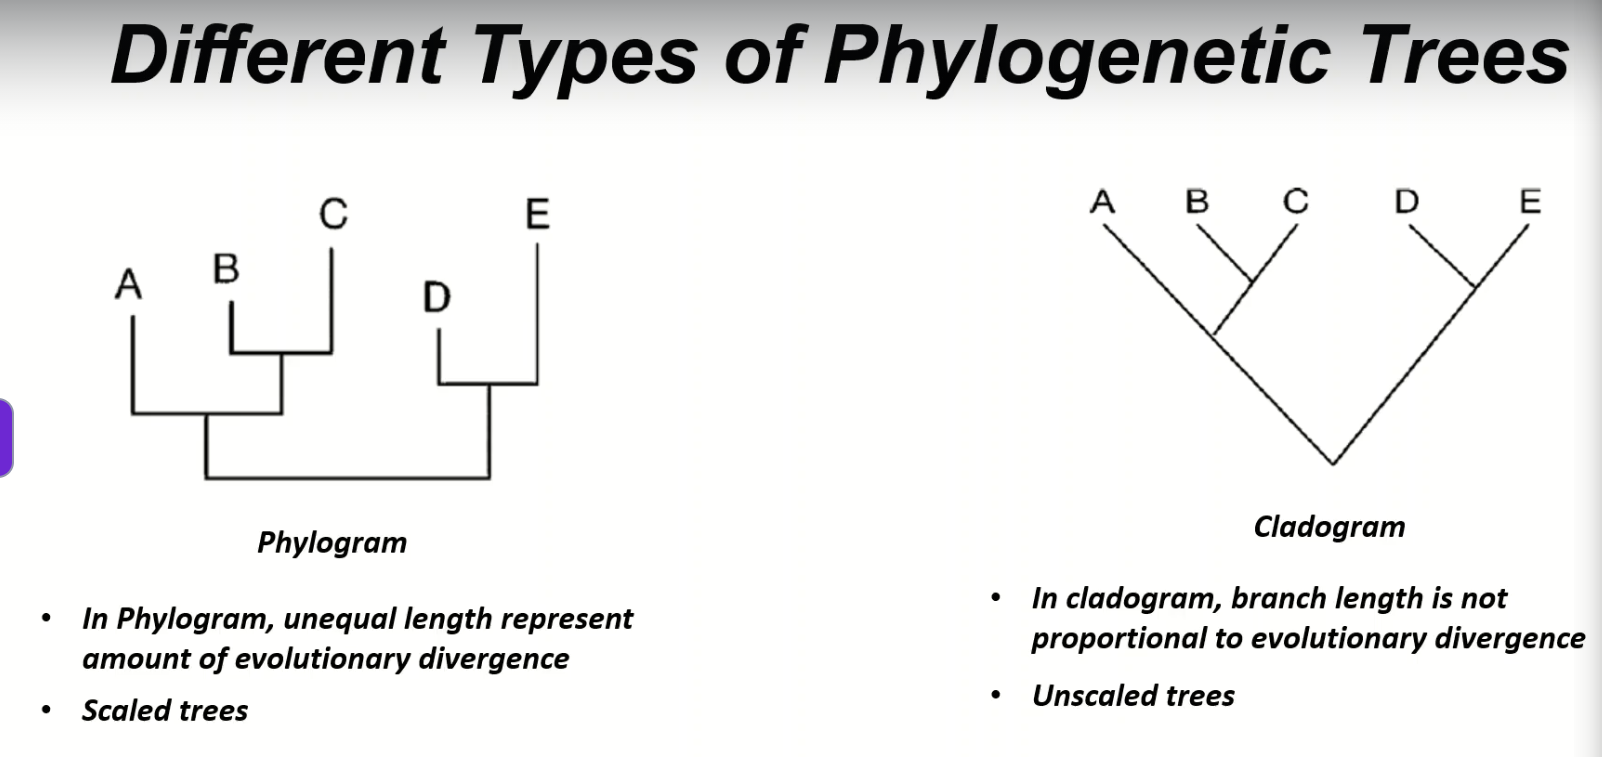 Different Types of Phylogenetic Trees
A
B
C
D
E
Phylogram
• In Phylogram, unequal length represent
amount of evolutionary divergence
• Scaled trees
A B C D E
Cladogram
• In cladogram, branch length is not
proportional to evolutionary divergence
• Unscaled trees